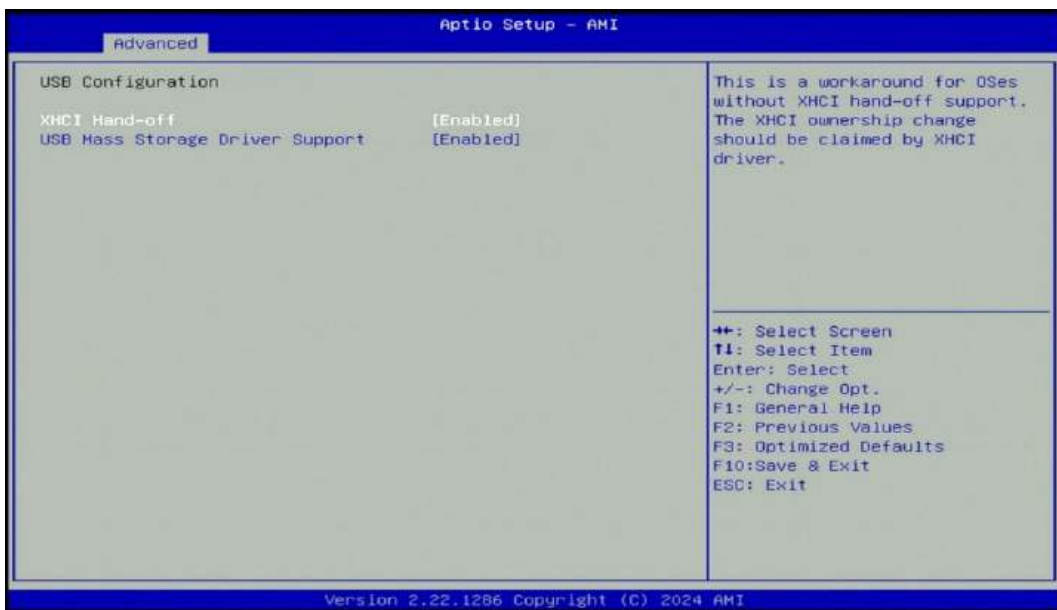 Aptio Setup - AMI
Advanced
USB Configuration
XHCI Hand-off [Enabled]
USB Mass Storage Driver Support [Enabled]
This is a workaround for OSes
without XHCI hand-off support.
The XHCI ownership change
should be claimed by XHCI
driver.
→←: Select Screen
↑↓: Select Item
Enter: Select
+/-: Change Opt.
F1: General Help
F2: Previous Values
F3: Optimized Defaults
F10:Save & Exit
ESC: Exit
Version 2.22.1286 Copyright (C) 2024 AMI